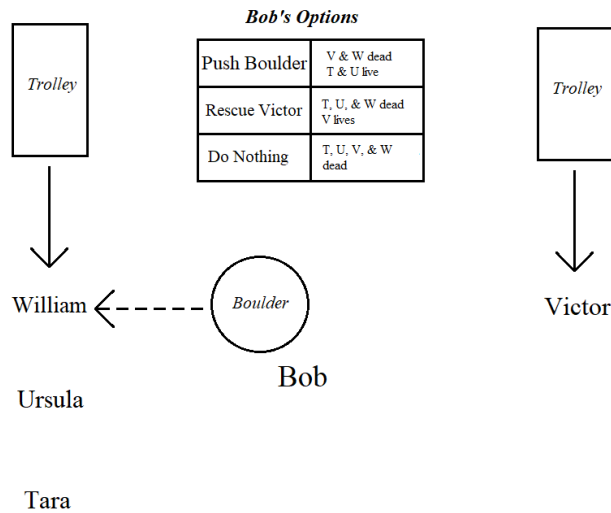 Bob's Options
Trolley
Trolley
Push Boulder
V & W dead
T & U live
Rescue Victor
T, U, & W dead
V lives
Do Nothing
T, U, V, & W
dead
William
Boulder
Victor
Bob
Ursula
Tara